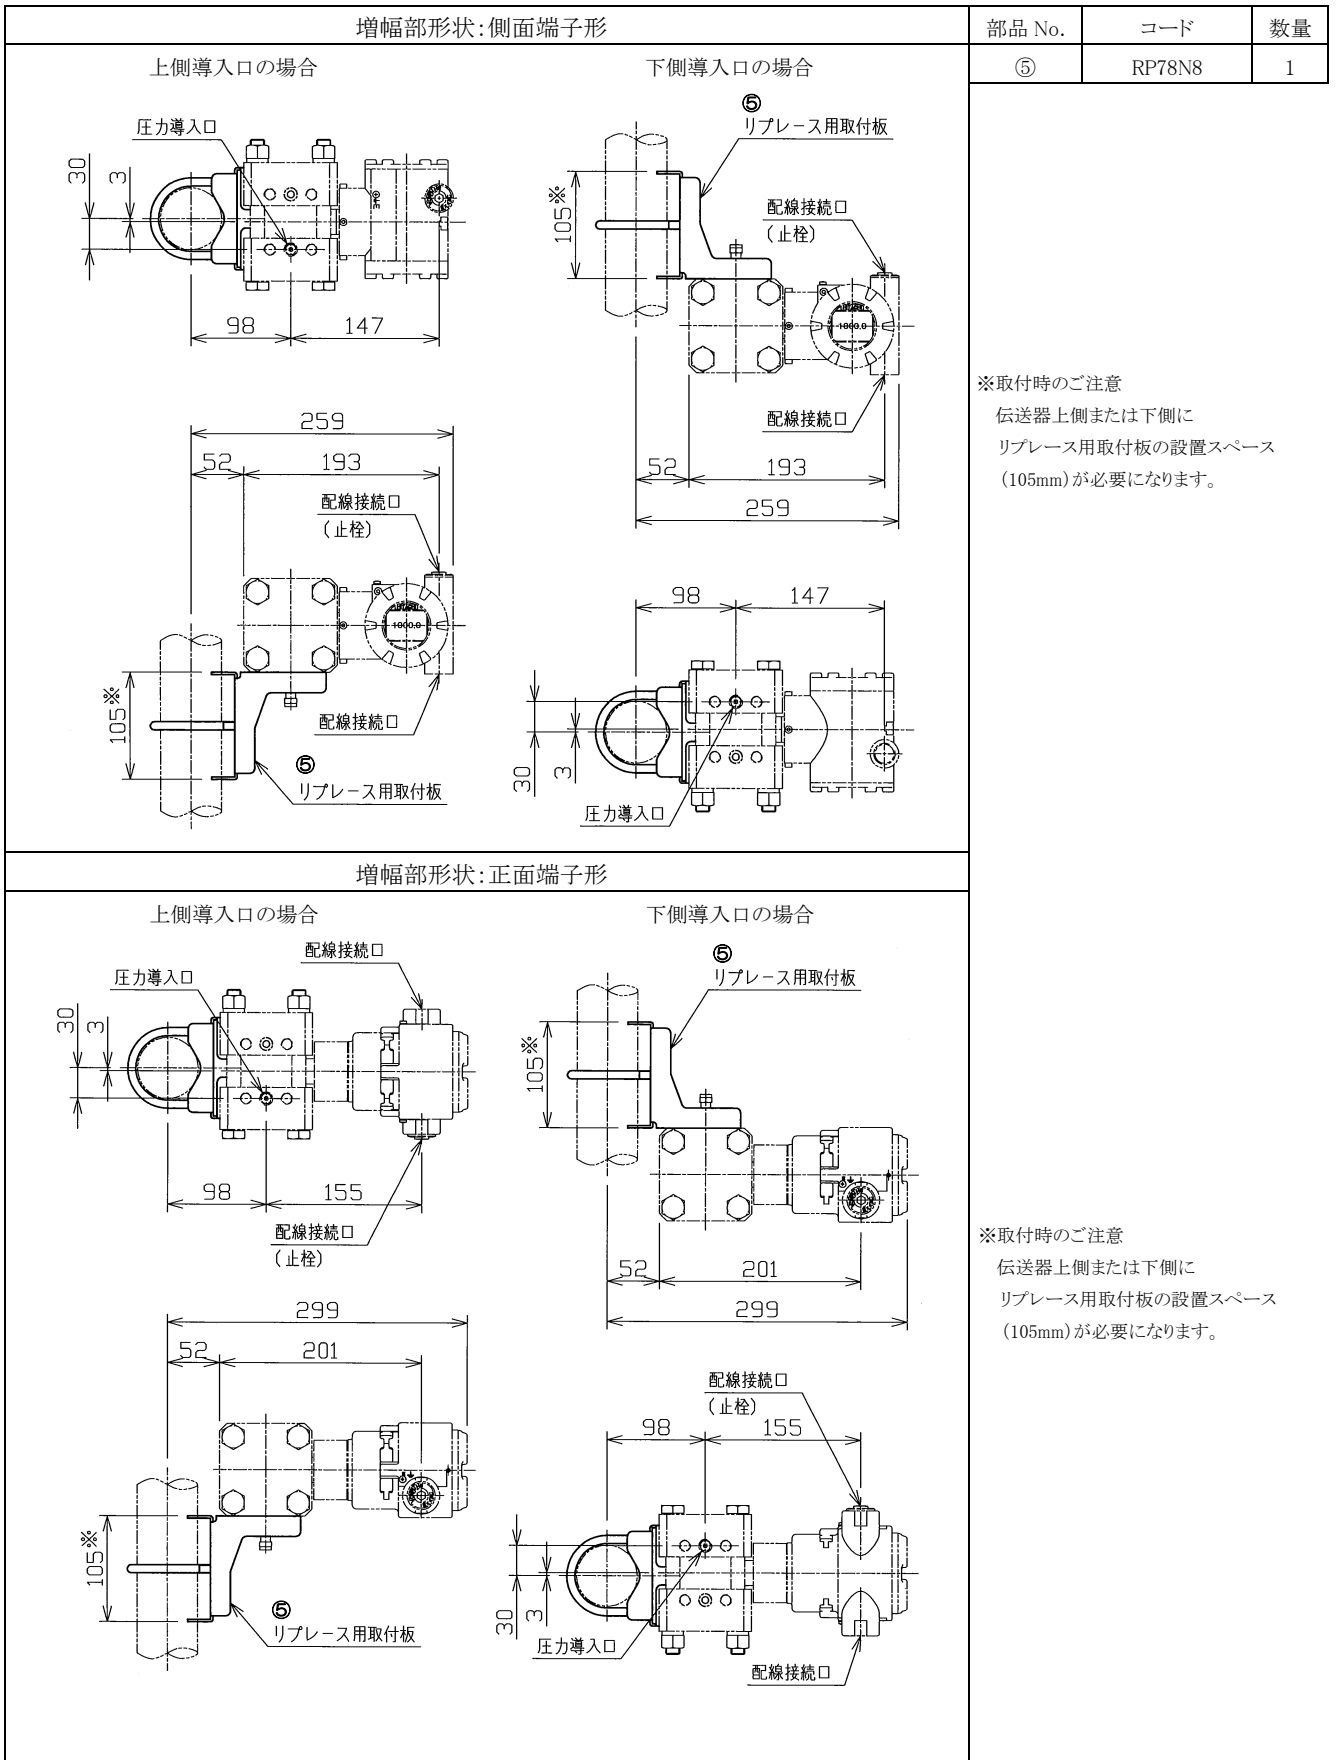 増幅部形状:側面端子形
部品 No.
コード
数量
⑤
RP78N8
1
上側導入口の場合
圧力導入口
30
3
98
147
259
52
193
配線接続口
(止栓)
1000.0
105※
配線接続口
⑤
リプレース用取付板
下側導入口の場合
⑤
リプレース用取付板
105※
配線接続口
(止栓)
1000.0
配線接続口
52
193
259
98
147
30
3
圧力導入口
※取付時のご注意
伝送器上側または下側に
リプレース用取付板の設置スペース
(105mm)が必要になります。
増幅部形状:正面端子形
上側導入口の場合
配線接続口
圧力導入口
30
3
98
155
配線接続口
(止栓)
299
52
201
105※
⑤
リプレース用取付板
下側導入口の場合
⑤
リプレース用取付板
105※
52
201
299
配線接続口
(止栓)
98
155
30
3
圧力導入口
配線接続口
※取付時のご注意
伝送器上側または下側に
リプレース用取付板の設置スペース
(105mm)が必要になります。